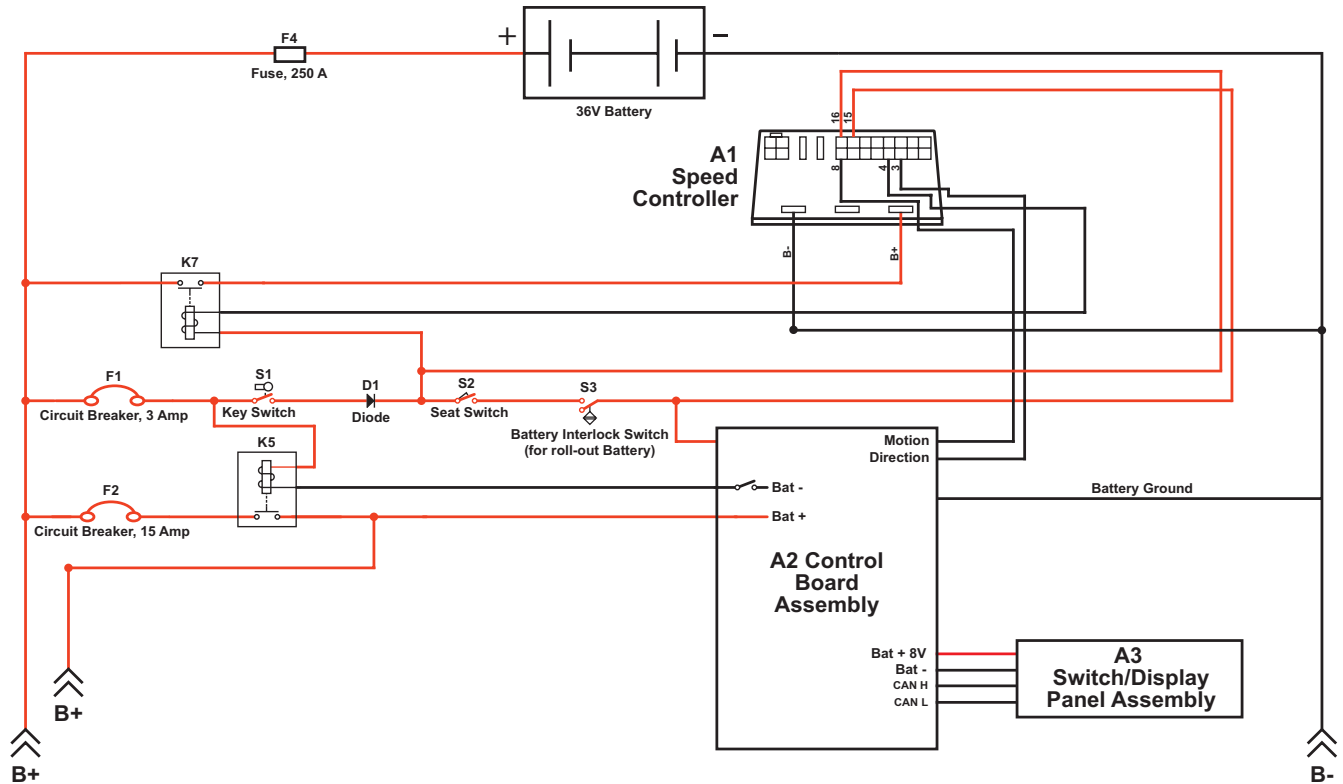 F4
Fuse, 250 A
+
−
36V Battery
16
15
A1
Speed
Controller
8
4
3
B-
B+
K7
F1
Circuit Breaker, 3 Amp
S1
Key Switch
D1
Diode
S2
Seat Switch
S3
Battery Interlock Switch
(for roll-out Battery)
Motion
Direction
K5
Bat -
Bat +
Battery Ground
F2
Circuit Breaker, 15 Amp
A2 Control
Board
Assembly
Bat + 8V
Bat -
CAN H
CAN L
A3
Switch/Display
Panel Assembly
B+
B+
B-